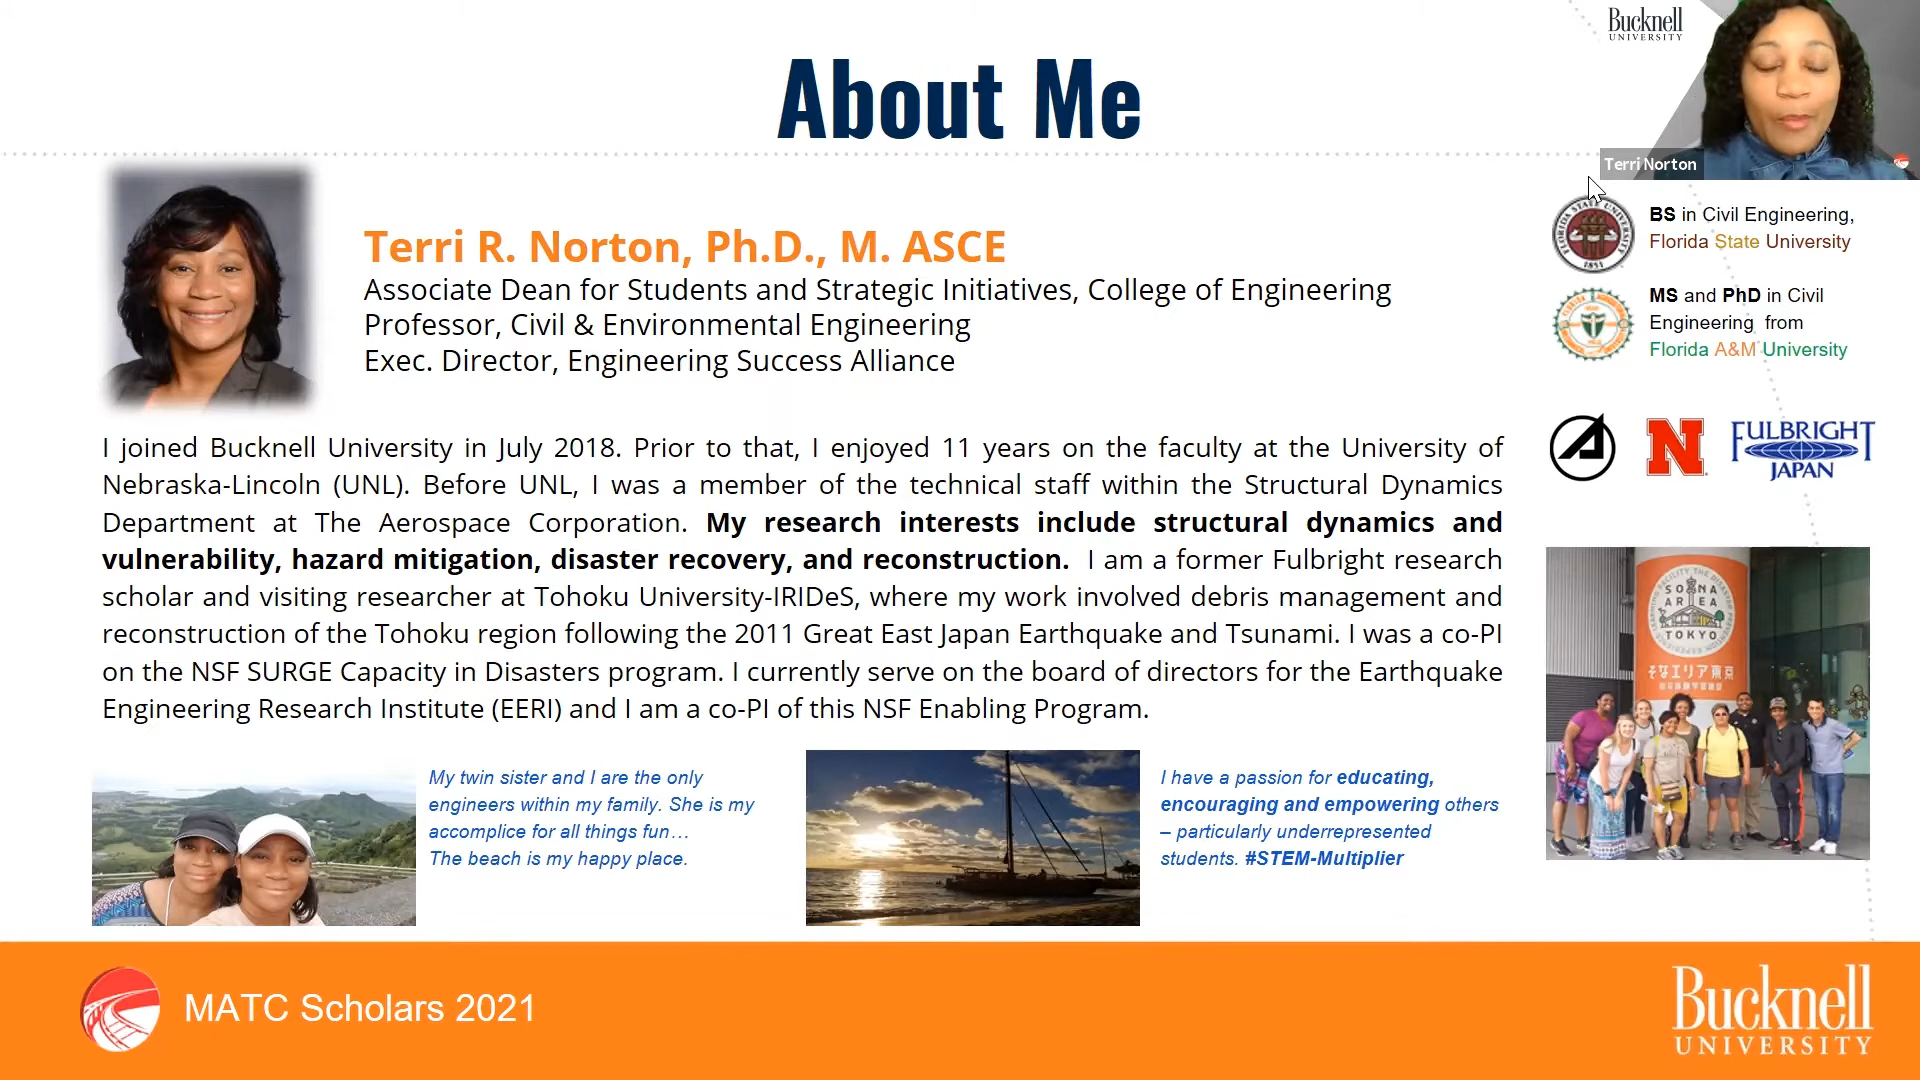 About Me
Bucknell
UNIVERSITY
Terri Norton
Terri R. Norton, Ph.D., M. ASCE
Associate Dean for Students and Strategic Initiatives, College of Engineering
Professor, Civil & Environmental Engineering
Exec. Director, Engineering Success Alliance
BS in Civil Engineering,
Florida State University
MS and PhD in Civil
Engineering from
Florida A&M University
I joined Bucknell University in July 2018. Prior to that, I enjoyed 11 years on the faculty at the University of
Nebraska-Lincoln (UNL). Before UNL, I was a member of the technical staff within the Structural Dynamics
Department at The Aerospace Corporation. My research interests include structural dynamics and
vulnerability, hazard mitigation, disaster recovery, and reconstruction. I am a former Fulbright research
scholar and visiting researcher at Tohoku University-IRIDeS, where my work involved debris management and
reconstruction of the Tohoku region following the 2011 Great East Japan Earthquake and Tsunami. I was a co-PI
on the NSF SURGE Capacity in Disasters program. I currently serve on the board of directors for the Earthquake
Engineering Research Institute (EERI) and I am a co-PI of this NSF Enabling Program.
N
FULBRIGHT
JAPAN
SONA
AREA
TOKYO
そなエリア東京
My twin sister and I are the only
engineers within my family. She is my
accomplice for all things fun…
The beach is my happy place.
I have a passion for educating,
encouraging and empowering others
– particularly underrepresented
students. #STEM-Multiplier
MATC Scholars 2021
Bucknell
UNIVERSITY